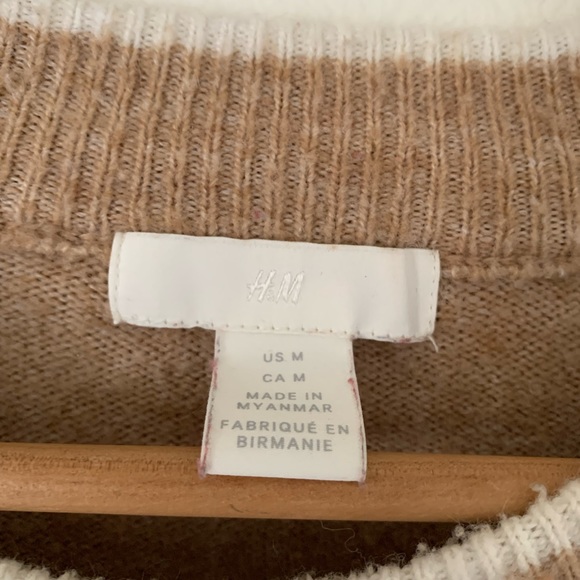 H&M
US M
CA M
MADE IN
MYANMAR
FABRIQUÉ EN
BIRMANIE